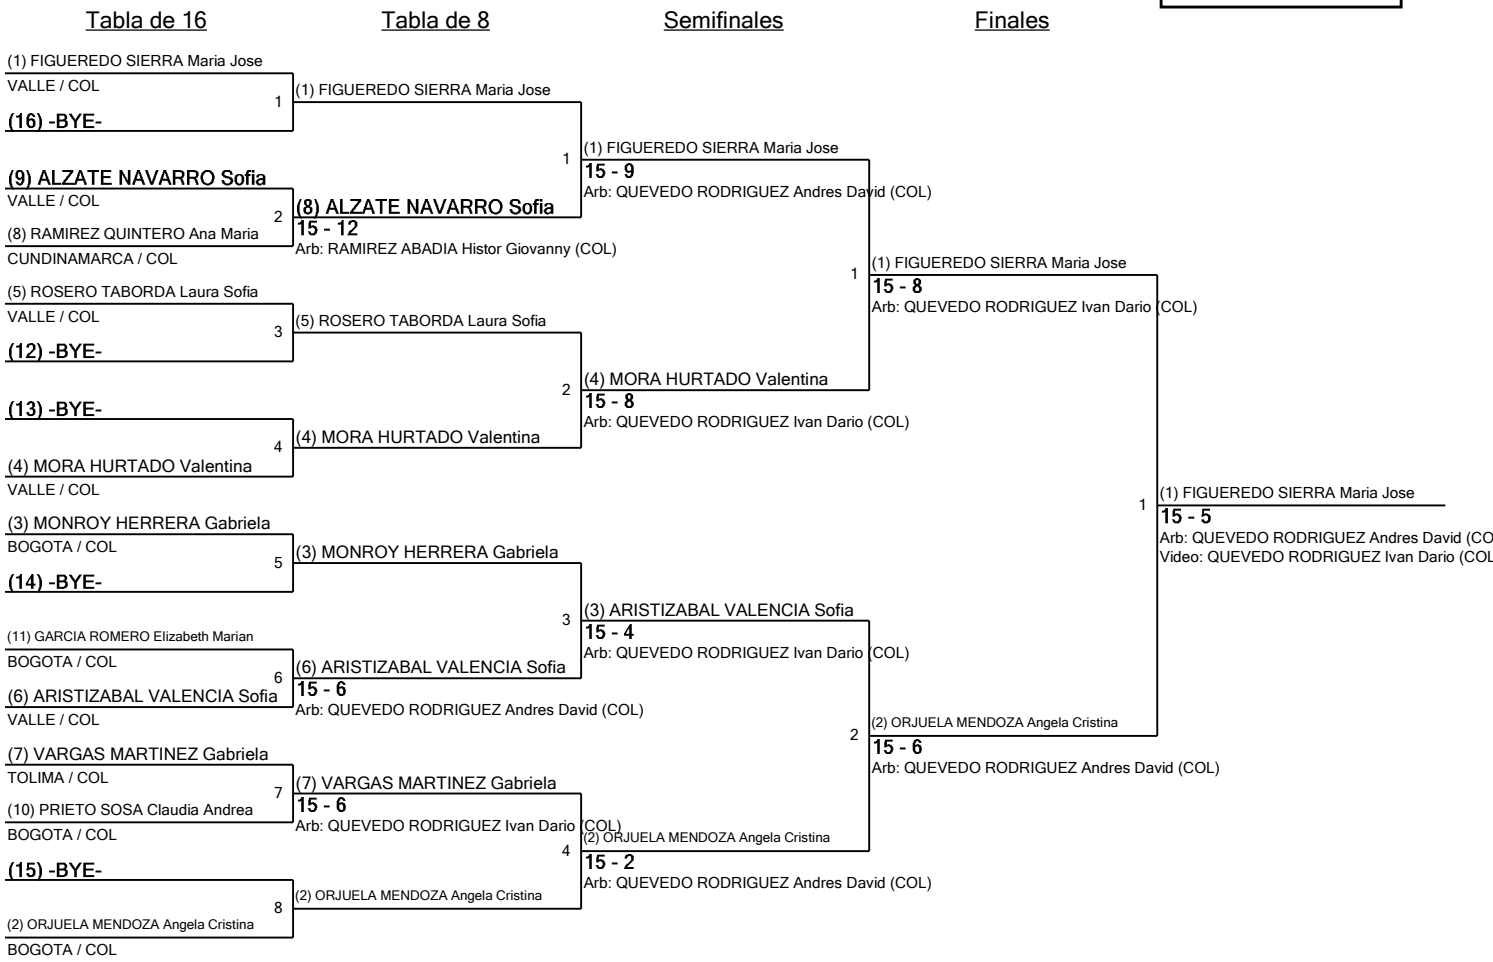 Tabla de 16
Tabla de 8
Semifinales
Finales
(1) FIGUEREDO SIERRA Maria Jose
VALLE / COL
1
(16) -BYE-
(9) ALZATE NAVARRO Sofia
VALLE / COL
2
(8) RAMIREZ QUINTERO Ana Maria
CUNDINAMARCA / COL
(5) ROSERO TABORDA Laura Sofia
VALLE / COL
3
(12) -BYE-
(13) -BYE-
4
(4) MORA HURTADO Valentina
VALLE / COL
(3) MONROY HERRERA Gabriela
BOGOTA / COL
5
(14) -BYE-
(11) GARCIA ROMERO Elizabeth Marian
BOGOTA / COL
6
(6) ARISTIZABAL VALENCIA Sofia
VALLE / COL
(7) VARGAS MARTINEZ Gabriela
TOLIMA / COL
7
(10) PRIETO SOSA Claudia Andrea
BOGOTA / COL
(15) -BYE-
8
(2) ORJUELA MENDOZA Angela Cristina
BOGOTA / COL
(1) FIGUEREDO SIERRA Maria Jose
1
(8) ALZATE NAVARRO Sofia
15 - 12
Arb: RAMIREZ ABADIA Histor Giovanny (COL)
(5) ROSERO TABORDA Laura Sofia
2
(4) MORA HURTADO Valentina
(3) MONROY HERRERA Gabriela
3
(6) ARISTIZABAL VALENCIA Sofia
15 - 6
Arb: QUEVEDO RODRIGUEZ Andres David (COL)
(7) VARGAS MARTINEZ Gabriela
15 - 6
Arb: QUEVEDO RODRIGUEZ Ivan Dario (COL)
4
(2) ORJUELA MENDOZA Angela Cristina
(1) FIGUEREDO SIERRA Maria Jose
15 - 9
Arb: QUEVEDO RODRIGUEZ Andres David (COL)
1
(4) MORA HURTADO Valentina
15 - 8
Arb: QUEVEDO RODRIGUEZ Ivan Dario (COL)
(3) ARISTIZABAL VALENCIA Sofia
15 - 4
Arb: QUEVEDO RODRIGUEZ Ivan Dario (COL)
2
(2) ORJUELA MENDOZA Angela Cristina
15 - 2
Arb: QUEVEDO RODRIGUEZ Andres David (COL)
(1) FIGUEREDO SIERRA Maria Jose
15 - 8
Arb: QUEVEDO RODRIGUEZ Ivan Dario (COL)
1
(2) ORJUELA MENDOZA Angela Cristina
15 - 6
Arb: QUEVEDO RODRIGUEZ Andres David (COL)
(1) FIGUEREDO SIERRA Maria Jose
15 - 5
Arb: QUEVEDO RODRIGUEZ Andres David (CO
Video: QUEVEDO RODRIGUEZ Ivan Dario (COL